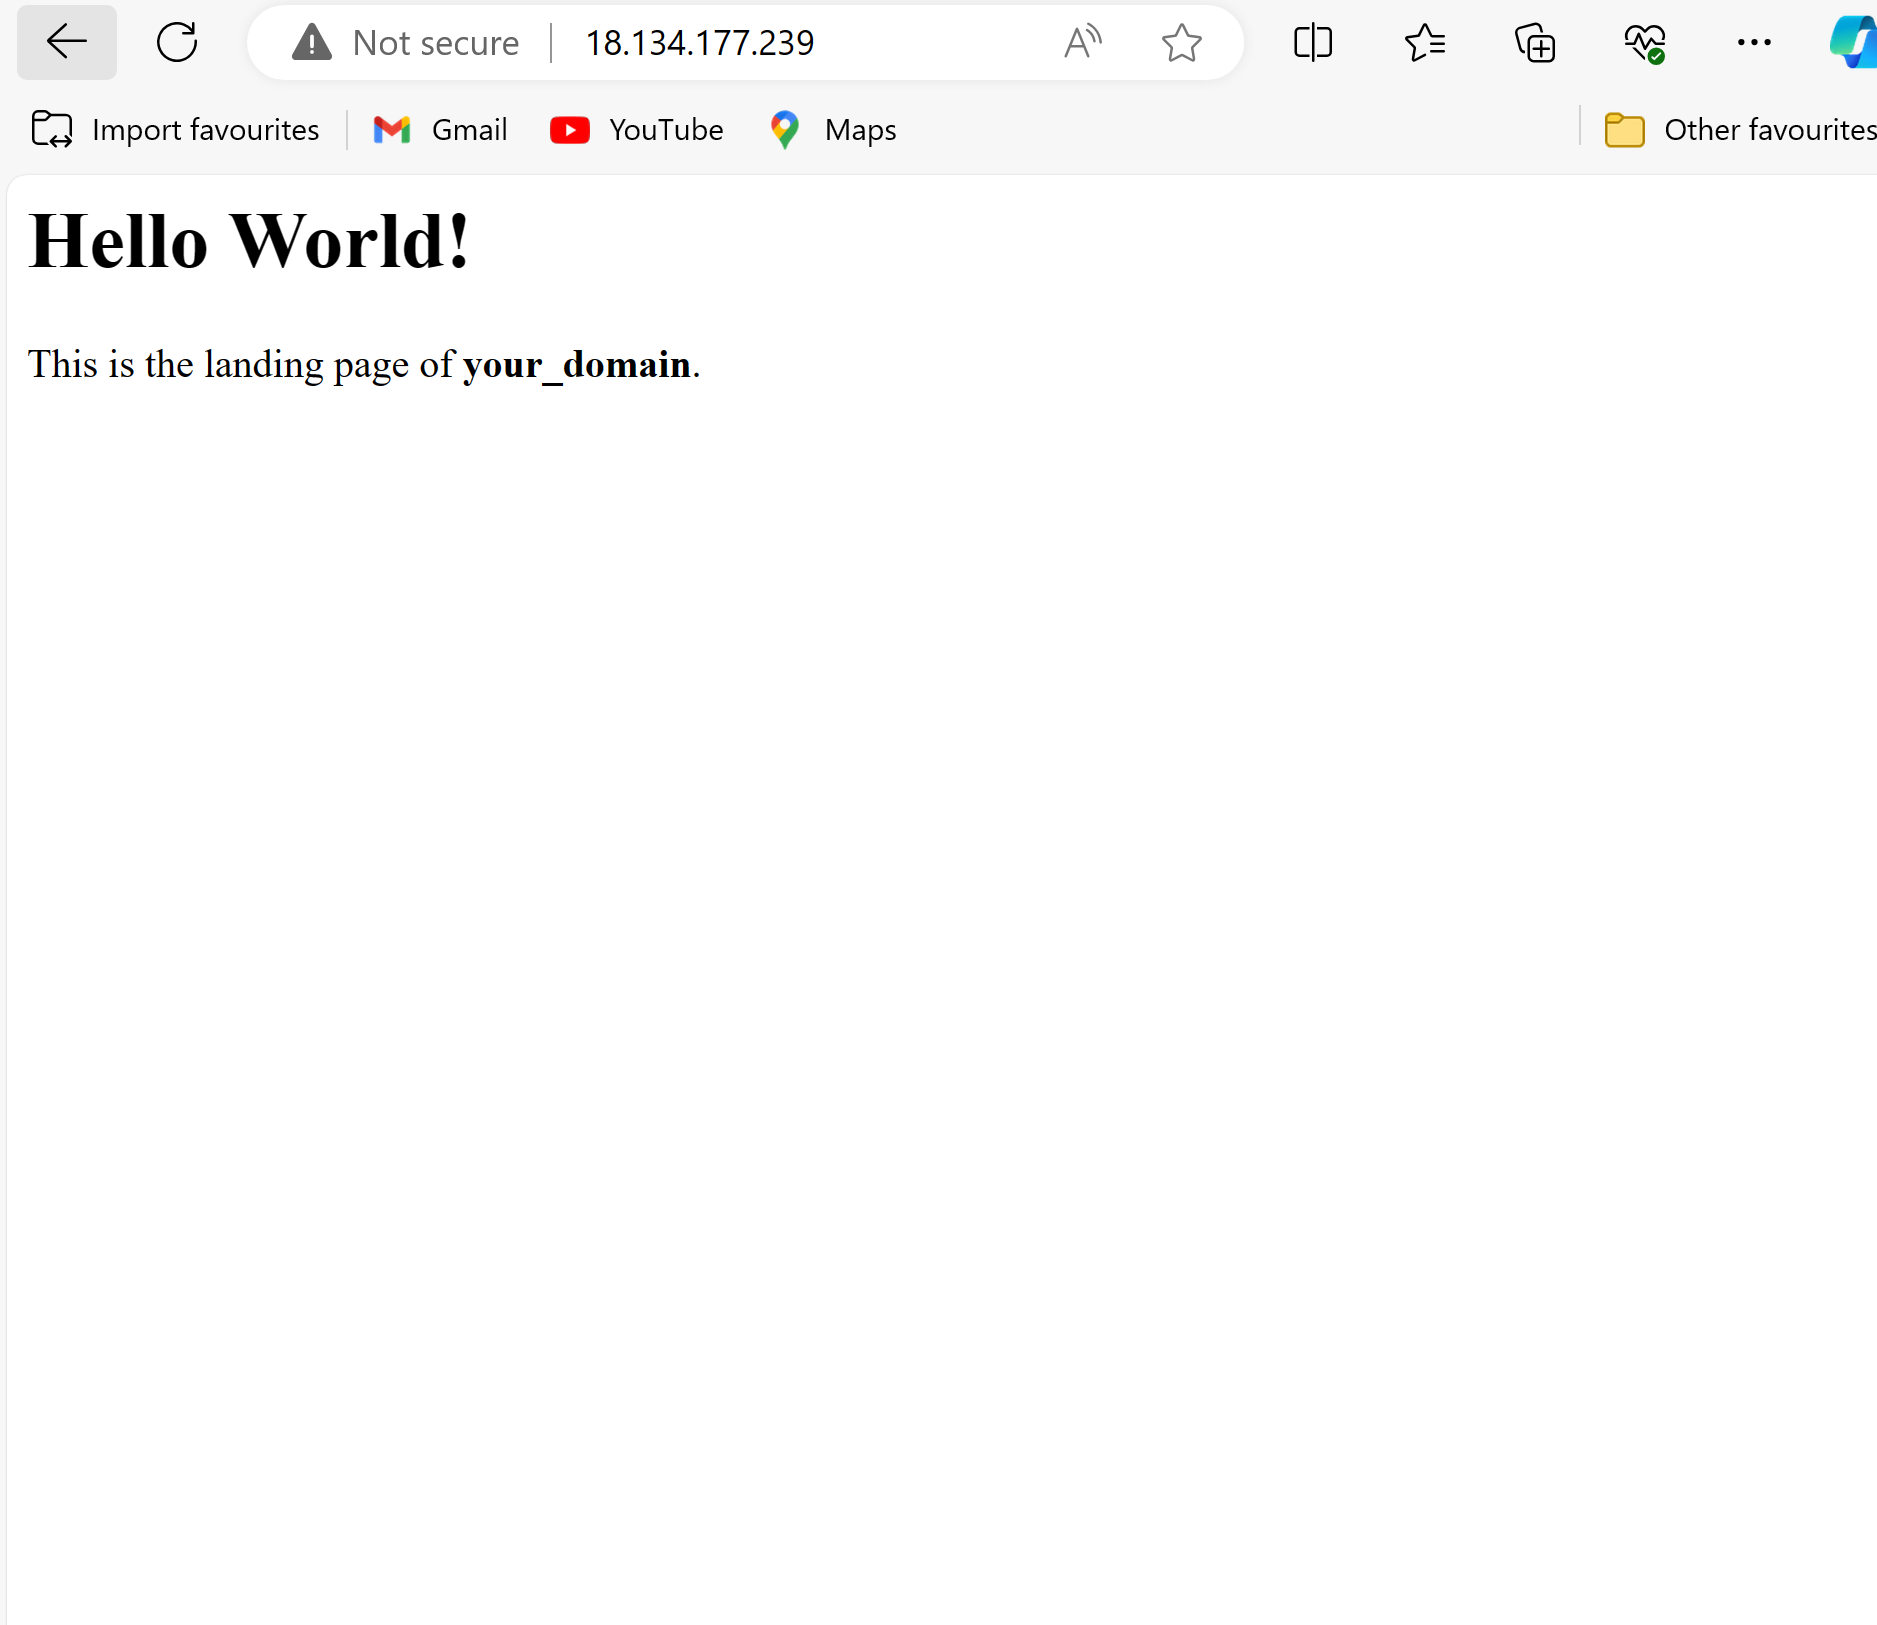 Not secure 18.134.177.239
Import favourites Gmail YouTube Maps Other favourites
Hello World!
This is the landing page of your_domain.